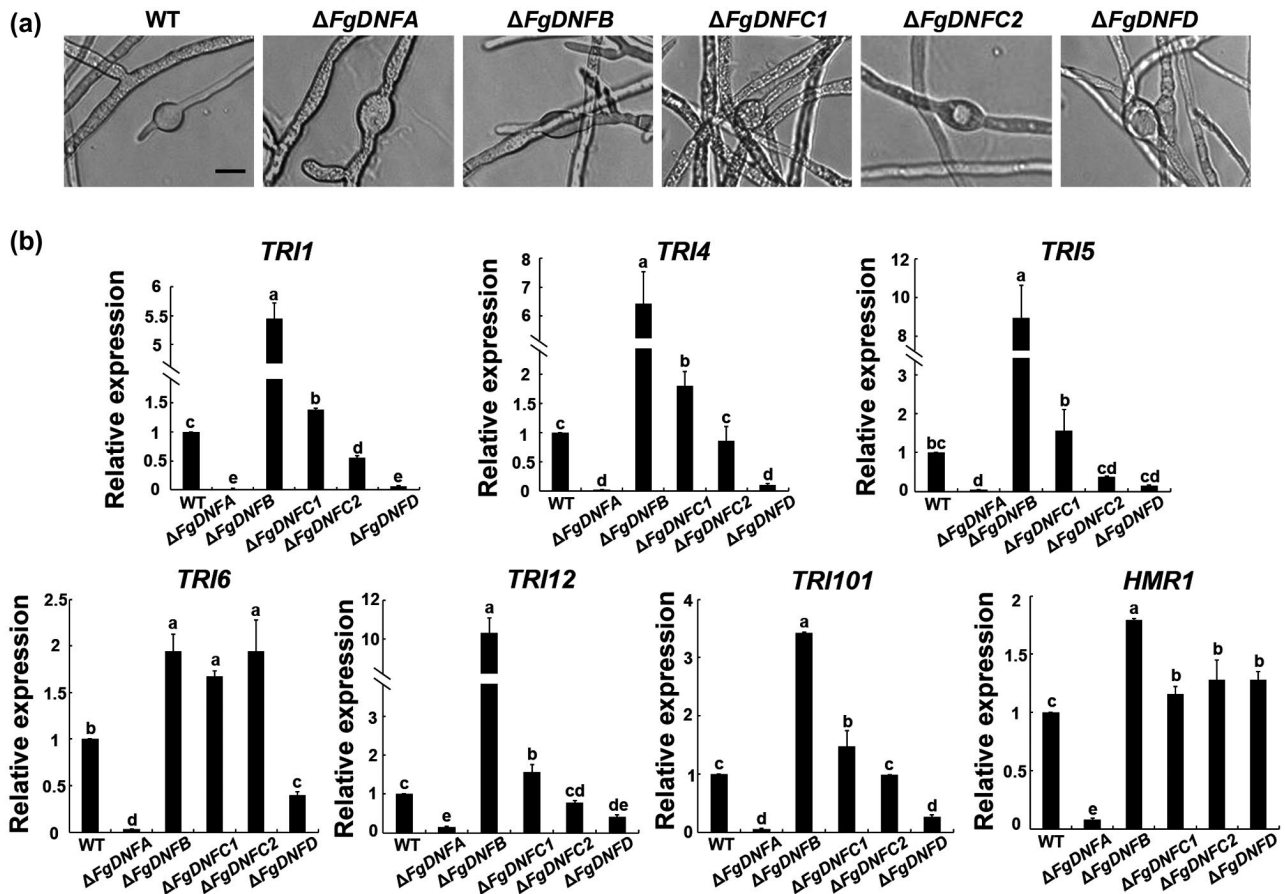 (a)
WT ΔFgDNFA ΔFgDNFB ΔFgDNFC1 ΔFgDNFC2 ΔFgDNFD
(b)
TRI1
Relative expression
6
5.5
5
1.5
1
0.5
0
c
e
a
b
d
e
WT ΔFgDNFA ΔFgDNFB ΔFgDNFC1 ΔFgDNFC2 ΔFgDNFD
TRI4
Relative expression
8
7
6
5
2
1.5
1
0.5
0
c
d
a
b
c
d
WT ΔFgDNFA ΔFgDNFB ΔFgDNFC1 ΔFgDNFC2 ΔFgDNFD
TRI5
Relative expression
12
10
8
3
2
1
0
bc
d
a
b
cd
cd
WT ΔFgDNFA ΔFgDNFB ΔFgDNFC1 ΔFgDNFC2 ΔFgDNFD
TRI6
Relative expression
2.5
2
1.5
1
0.5
0
b
d
a
a
a
c
WT ΔFgDNFA ΔFgDNFB ΔFgDNFC1 ΔFgDNFC2 ΔFgDNFD
TRI12
Relative expression
12
10
8
3
2
1
0
c
e
a
b
cd
de
WT ΔFgDNFA ΔFgDNFB ΔFgDNFC1 ΔFgDNFC2 ΔFgDNFD
TRI101
Relative expression
4
3
2
1
0
c
d
a
b
c
d
WT ΔFgDNFA ΔFgDNFB ΔFgDNFC1 ΔFgDNFC2 ΔFgDNFD
HMR1
Relative expression
2
1.5
1
0.5
0
c
e
a
b
b
b
WT ΔFgDNFA ΔFgDNFB ΔFgDNFC1 ΔFgDNFC2 ΔFgDNFD